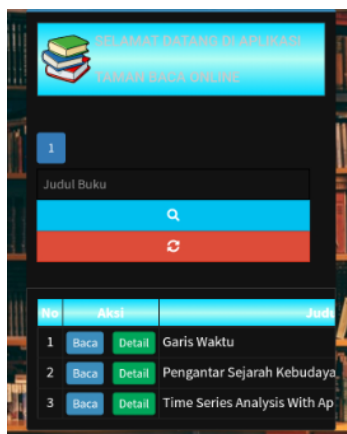 SELAMAT DATANG DI APLIKASI
TAMAN BACA ONLINE
1
Judul Buku
No Aksi Judu
1 Baca Detail Garis Waktu
2 Baca Detail Pengantar Sejarah Kebudaya
3 Baca Detail Time Series Analysis With Ap